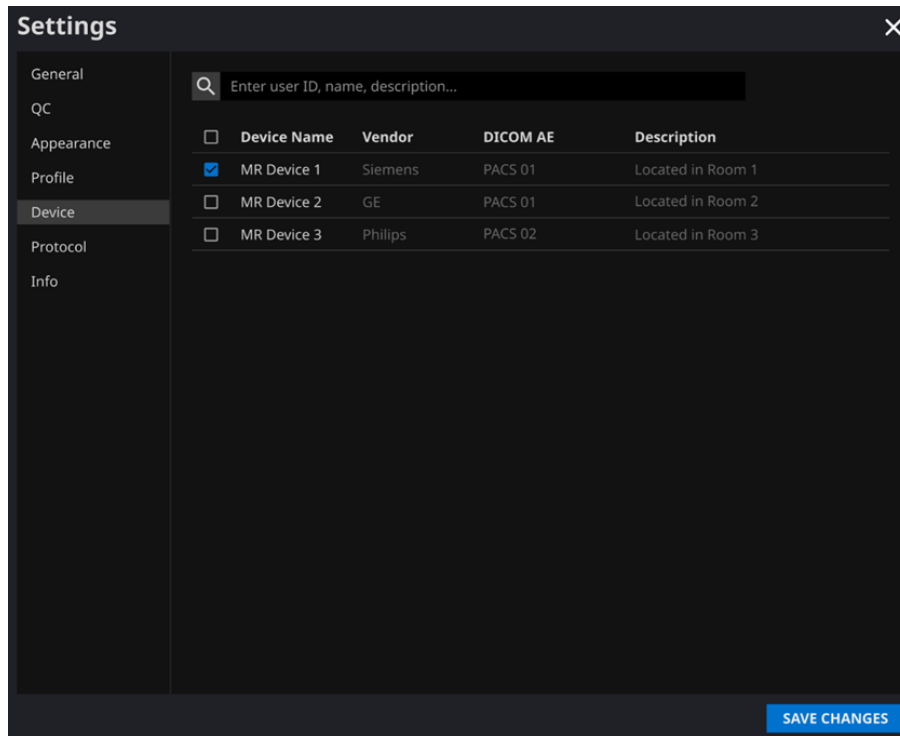 Settings
General
QC
Appearance
Profile
Device
Protocol
Info
Enter user ID, name, description...
Device Name Vendor DICOM AE Description
MR Device 1 Siemens PACS 01 Located in Room 1
MR Device 2 GE PACS 01 Located in Room 2
MR Device 3 Philips PACS 02 Located in Room 3
SAVE CHANGES